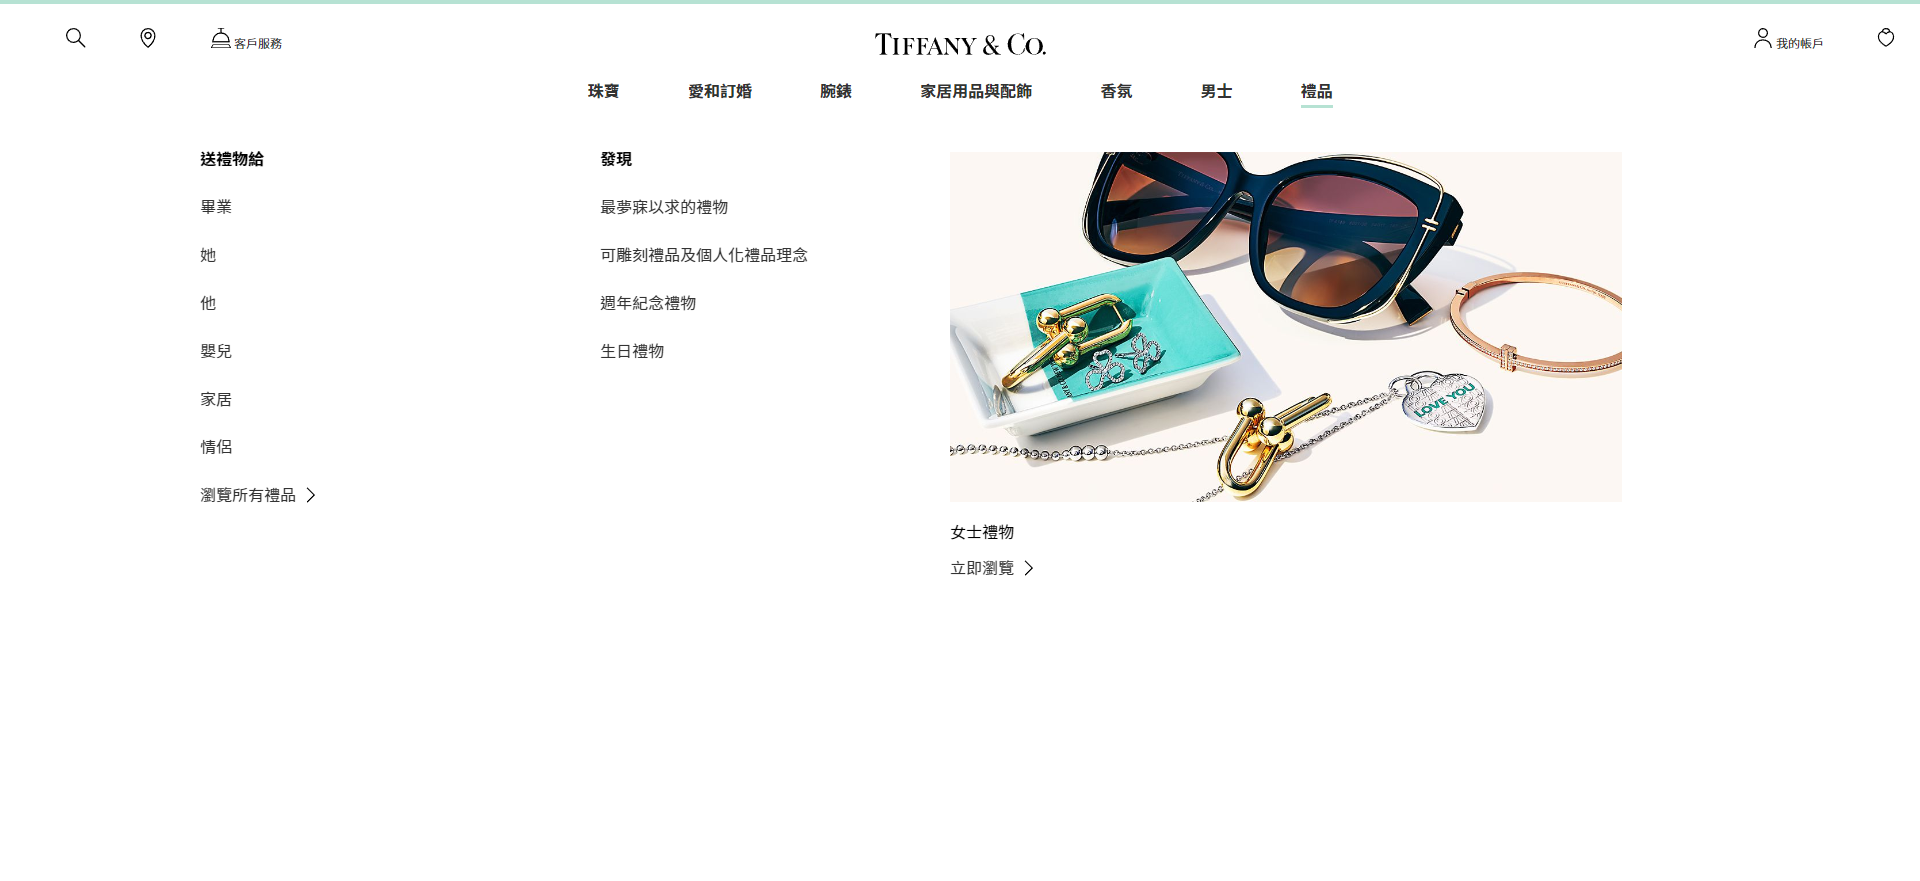 客戶服務
TIFFANY & CO.
我的帳戶
珠寶
愛和訂婚
腕錶
家居用品與配飾
香氛
男士
禮品
送禮物給
畢業
她
他
嬰兒
家居
情侶
瀏覽所有禮品
發現
最夢寐以求的禮物
可雕刻禮品及個人化禮品理念
週年紀念禮物
生日禮物
LOVE YOU
女士禮物
立即瀏覽